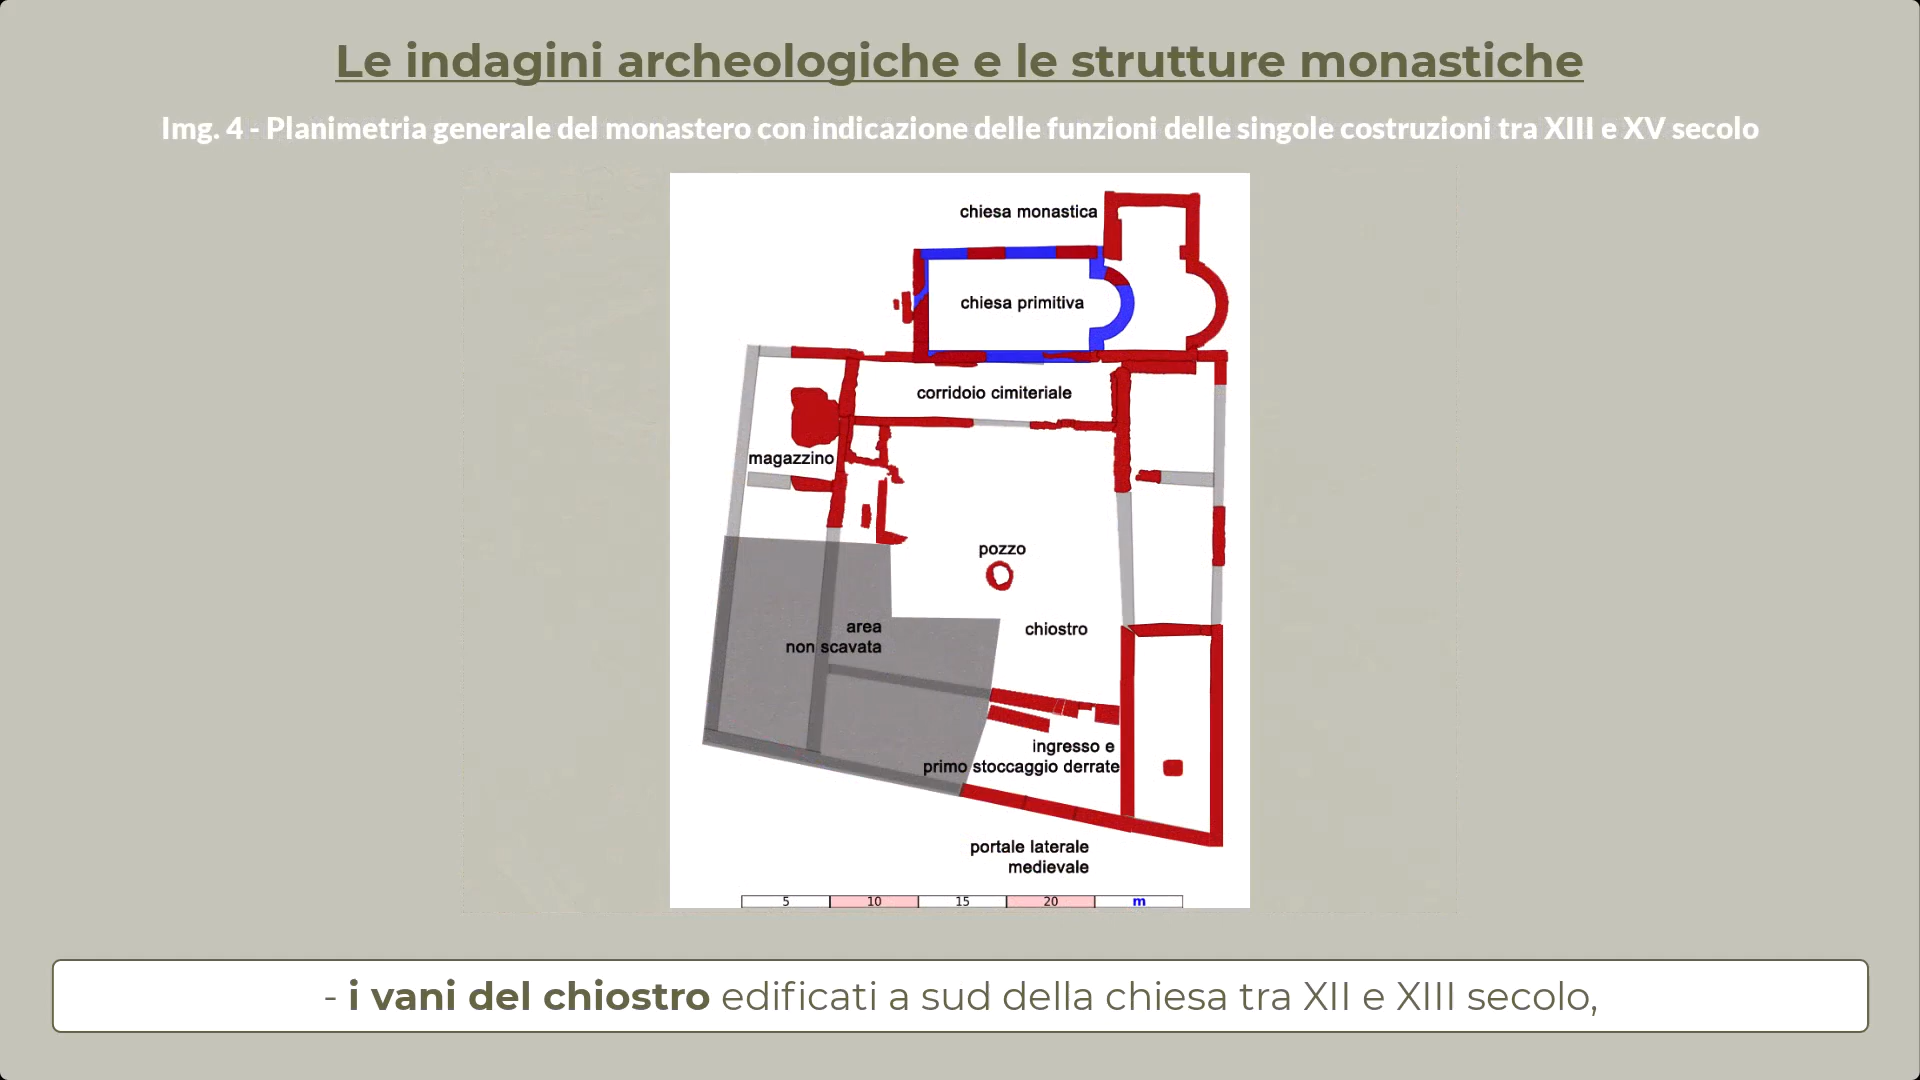 Le indagini archeologiche e le strutture monastiche
Img. 4 - Planimetria generale del monastero con indicazione delle funzioni delle singole costruzioni tra XIII e XV secolo
chiesa monastica
chiesa primitiva
corridoio cimiteriale
magazzino
pozzo
area
non scavata
chiostro
ingresso e
primo stoccaggio derrate
portale laterale
medievale
5 10 15 20 m
- i vani del chiostro edificati a sud della chiesa tra XII e XIII secolo,